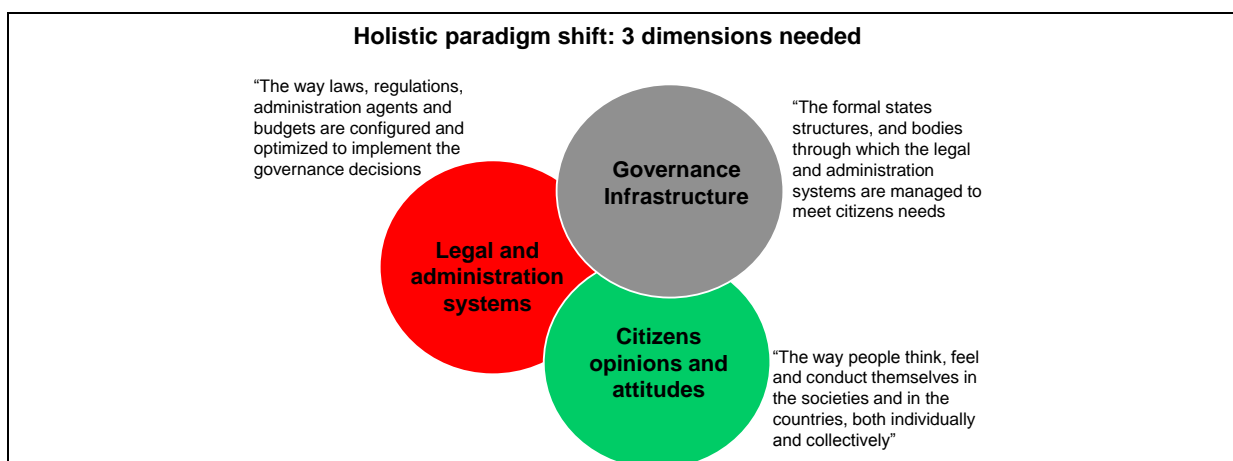 Holistic paradigm shift: 3 dimensions needed
“The way laws, regulations,
administration agents and
budgets are configured and
optimized to implement the
governance decisions
“The formal states
structures, and bodies
through which the legal
and administration
systems are managed to
meet citizens needs
Governance
Infrastructure
Legal and
administration
systems
Citizens
opinions and
attitudes
“The way people think, feel
and conduct themselves in
the societies and in the
countries, both individually
and collectively”